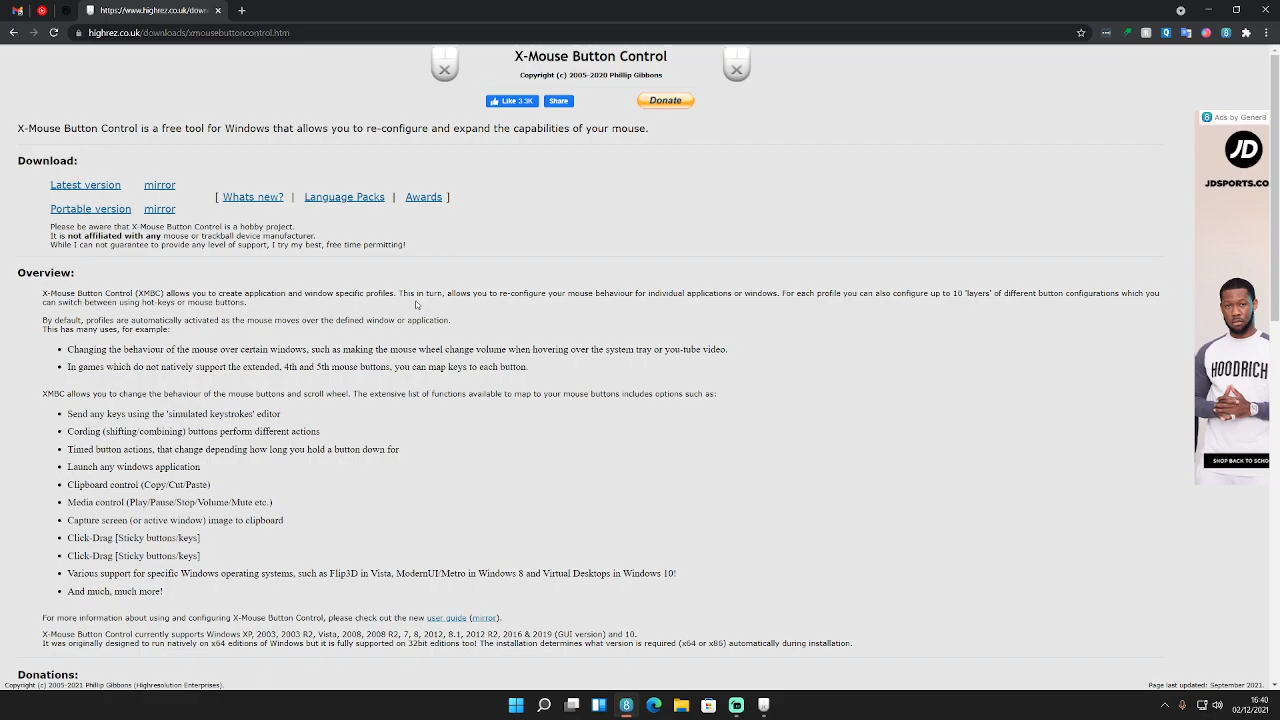 https://www.highrez.co.uk/down
highrez.co.uk/downloads/xmousebuttoncontrol.htm
X-Mouse Button Control
Copyright (c) 2005-2020 Phillip Gibbons
Like 3.3K Share
Donate
X-Mouse Button Control is a free tool for Windows that allows you to re-configure and expand the capabilities of your mouse.
Ads by Gener8
JD
JDSPORTS.CO
HOODRICH
SHOP BACK TO SCHO
Download:
Latest version mirror
[ Whats new? | Language Packs | Awards ]
Portable version mirror
Please be aware that X-Mouse Button Control is a hobby project.
It is not affiliated with any mouse or trackball device manufacturer.
While I can not guarantee to provide any level of support, I try my best, free time permitting!
Overview:
X-Mouse Button Control (XMBC) allows you to create application and window specific profiles. This in turn, allows you to re-configure your mouse behaviour for individual applications or windows. For each profile you can also configure up to 10 'layers' of different button configurations which you
can switch between using hot-keys or mouse buttons.
By default, profiles are automatically activated as the mouse moves over the defined window or application.
This has many uses, for example:
• Changing the behaviour of the mouse over certain windows, such as making the mouse wheel change volume when hovering over the system tray or you-tube video.
• In games which do not natively support the extended, 4th and 5th mouse buttons, you can map keys to each button.
XMBC allows you to change the behaviour of the mouse buttons and scroll wheel. The extensive list of functions available to map to your mouse buttons includes options such as:
• Send any keys using the 'simulated keystrokes' editor
• Cording (shifting/combining) buttons perform different actions
• Timed button actions, that change depending how long you hold a button down for
• Launch any windows application
• Clipboard control (Copy/Cut/Paste)
• Media control (Play/Pause/Stop/Volume/Mute etc.)
• Capture screen (or active window) image to clipboard
• Click-Drag [Sticky buttons/keys]
• Click-Drag [Sticky buttons/keys]
• Various support for specific Windows operating systems, such as Flip3D in Vista, ModernUI/Metro in Windows 8 and Virtual Desktops in Windows 10!
• And much, much more!
For more information about using and configuring X-Mouse Button Control, please check out the new user guide (mirror).
X-Mouse Button Control currently supports Windows XP, 2003, 2003 R2, Vista, 2008, 2008 R2, 7, 8, 2012, 8.1, 2012 R2, 2016 & 2019 (GUI version) and 10.
It was originally designed to run natively on x64 editions of Windows but it is fully supported on 32bit editions too! The installation determines what version is required (x64 or x86) automatically during installation.
Donations:
Copyright (c) 2005-2021 Phillip Gibbons (Highresolution Enterprises).
Page last updated: September 2021.
16:40
02/12/2021